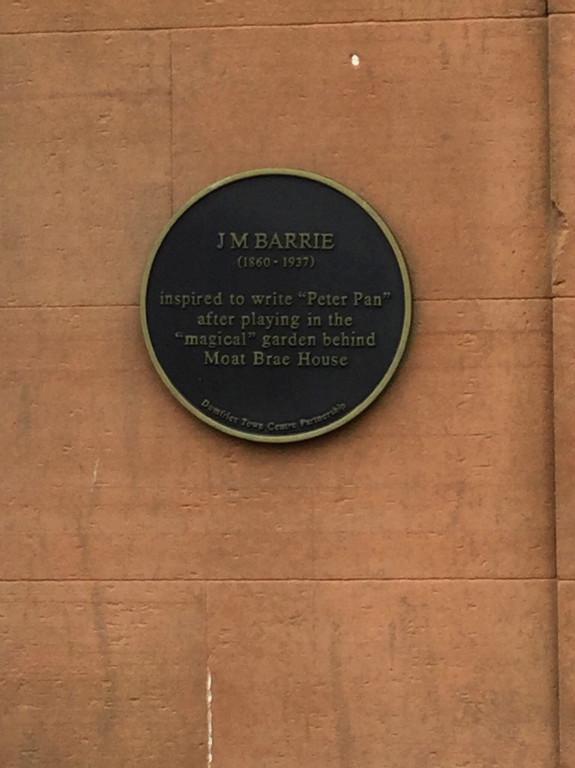 J M BARRIE
(1860 - 1937)
inspired to write "Peter Pan"
after playing in the
"magical" garden behind
Moat Brae House
Dumfries Town Centre Partnership